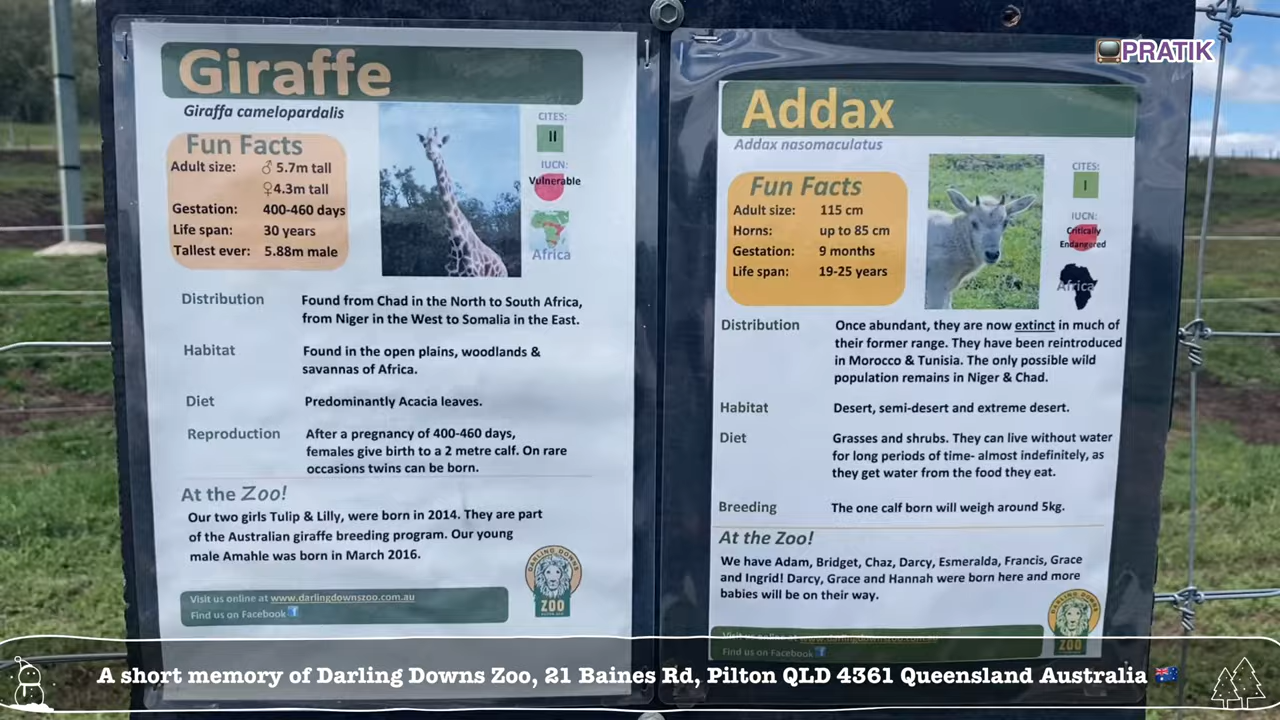 PRATIK
Giraffe
Giraffa camelopardalis
Fun Facts
Adult size: ♂ 5.7m tall
♀4.3m tall
Gestation: 400-460 days
Life span: 30 years
Tallest ever: 5.88m male
CITES:
II
IUCN:
Vulnerable
Africa
Distribution Found from Chad in the North to South Africa,
from Niger in the West to Somalia in the East.
Habitat Found in the open plains, woodlands &
savannas of Africa.
Diet Predominantly Acacia leaves.
Reproduction After a pregnancy of 400-460 days,
females give birth to a 2 metre calf. On rare
occasions twins can be born.
At the Zoo!
Our two girls Tulip & Lilly, were born in 2014. They are part
of the Australian giraffe breeding program. Our young
male Amahle was born in March 2016.
Visit us online at www.darlingdownszoo.com.au
Find us on Facebook f
DARLING DOWNS
ZOO
Addax
Addax nasomaculatus
Fun Facts
Adult size: 115 cm
Horns: up to 85 cm
Gestation: 9 months
Life span: 19-25 years
CITES:
I
IUCN:
Critically
Endangered
Africa
Distribution Once abundant, they are now extinct in much of
their former range. They have been reintroduced
in Morocco & Tunisia. The only possible wild
population remains in Niger & Chad.
Habitat Desert, semi-desert and extreme desert.
Diet Grasses and shrubs. They can live without water
for long periods of time- almost indefinitely, as
they get water from the food they eat.
Breeding The one calf born will weigh around 5kg.
At the Zoo!
We have Adam, Bridget, Chaz, Darcy, Esmeralda, Francis, Grace
and Ingrid! Darcy, Grace and Hannah were born here and more
babies will be on their way.
Visit us online at www.darlingdownszoo.com.au
Find us on Facebook f
DARLING DOWNS
ZOO
A short memory of Darling Downs Zoo, 21 Baines Rd, Pilton QLD 4361 Queensland Australia 🇦🇺